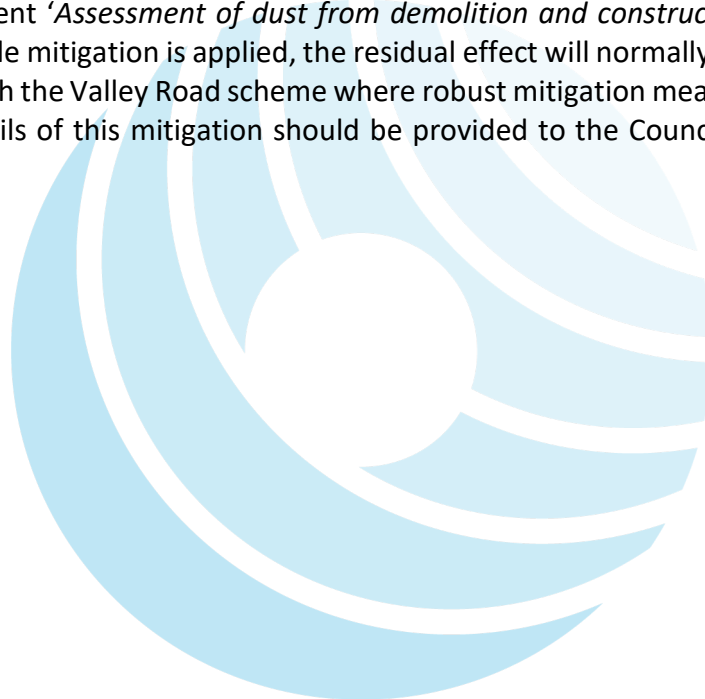 ent ‘Assessment of dust from demolition and construc
le mitigation is applied, the residual effect will normally
h the Valley Road scheme where robust mitigation mea
ils of this mitigation should be provided to the Counc